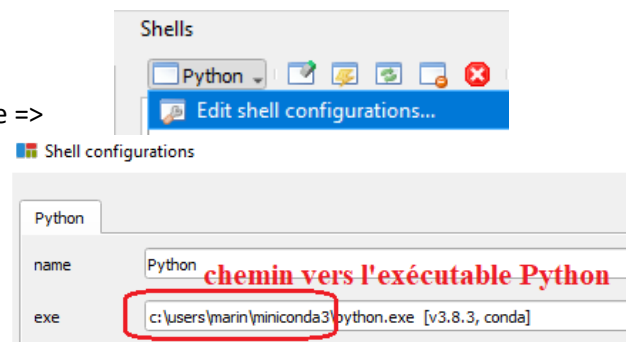 Shells
Python
e =>
Edit shell configurations...
Shell configurations
Python
name
Python
chemin vers l'exécutable Python
exe
c:\users\marin\miniconda3\python.exe [v3.8.3, conda]